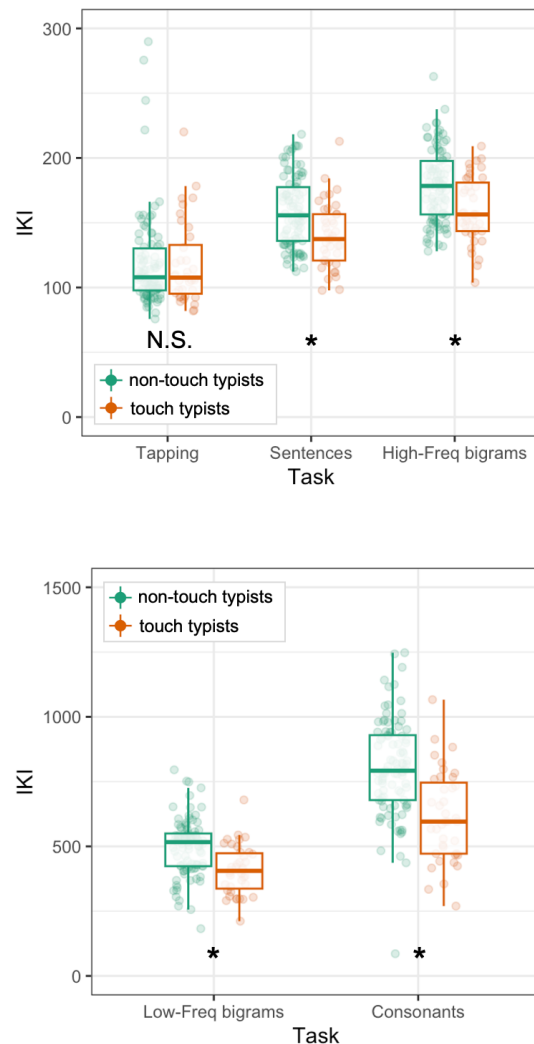 300
200
100
0
IKI
N.S.
*
*
non-touch typists
touch typists
Tapping
Sentences
High-Freq bigrams
Task
1500
1000
500
0
IKI
non-touch typists
touch typists
*
*
Low-Freq bigrams
Consonants
Task